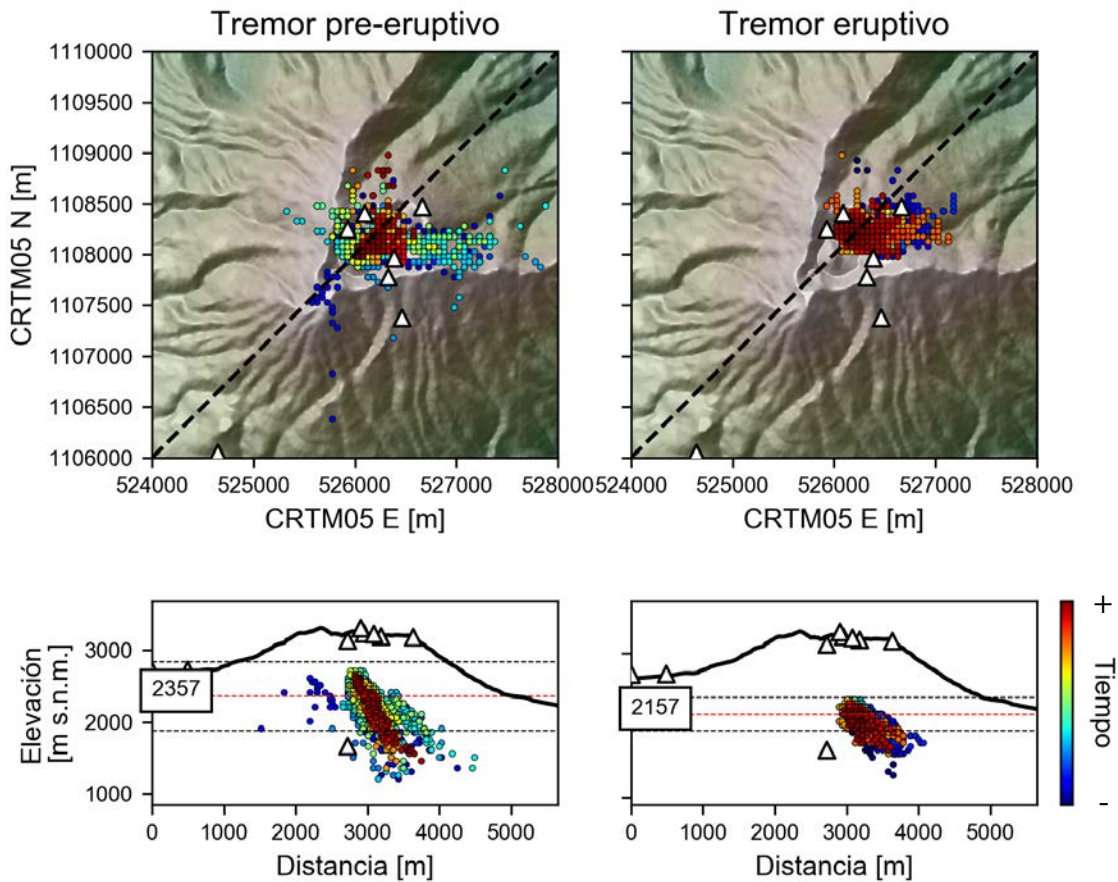 Tremor pre-eruptivo
Tremor eruptivo
1110000
1109500
1109000
1108500
1108000
1107500
1107000
1106500
1106000
CRTM05 N [m]
524000 525000 526000 527000 528000
524000 525000 526000 527000 528000
CRTM05 E [m]
CRTM05 E [m]
3000
2000
1000
Elevación
[m s.n.m.]
2357
2157
0 1000 2000 3000 4000 5000
0 1000 2000 3000 4000 5000
Distancia [m]
Distancia [m]
+
Tiempo
-